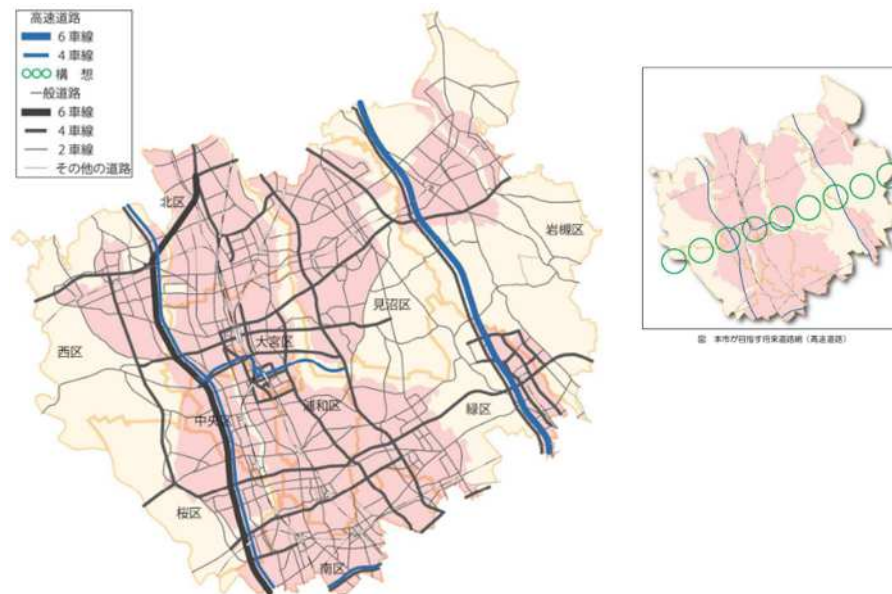 高速道路
6車線
4車線
構 想
一般道路
6車線
4車線
2車線
その他の道路
北区
岩槻区
見沼区
西区
大宮区
中央区
浦和区
緑区
桜区
南区
図 本市が目指す将来道路網（高速道路）